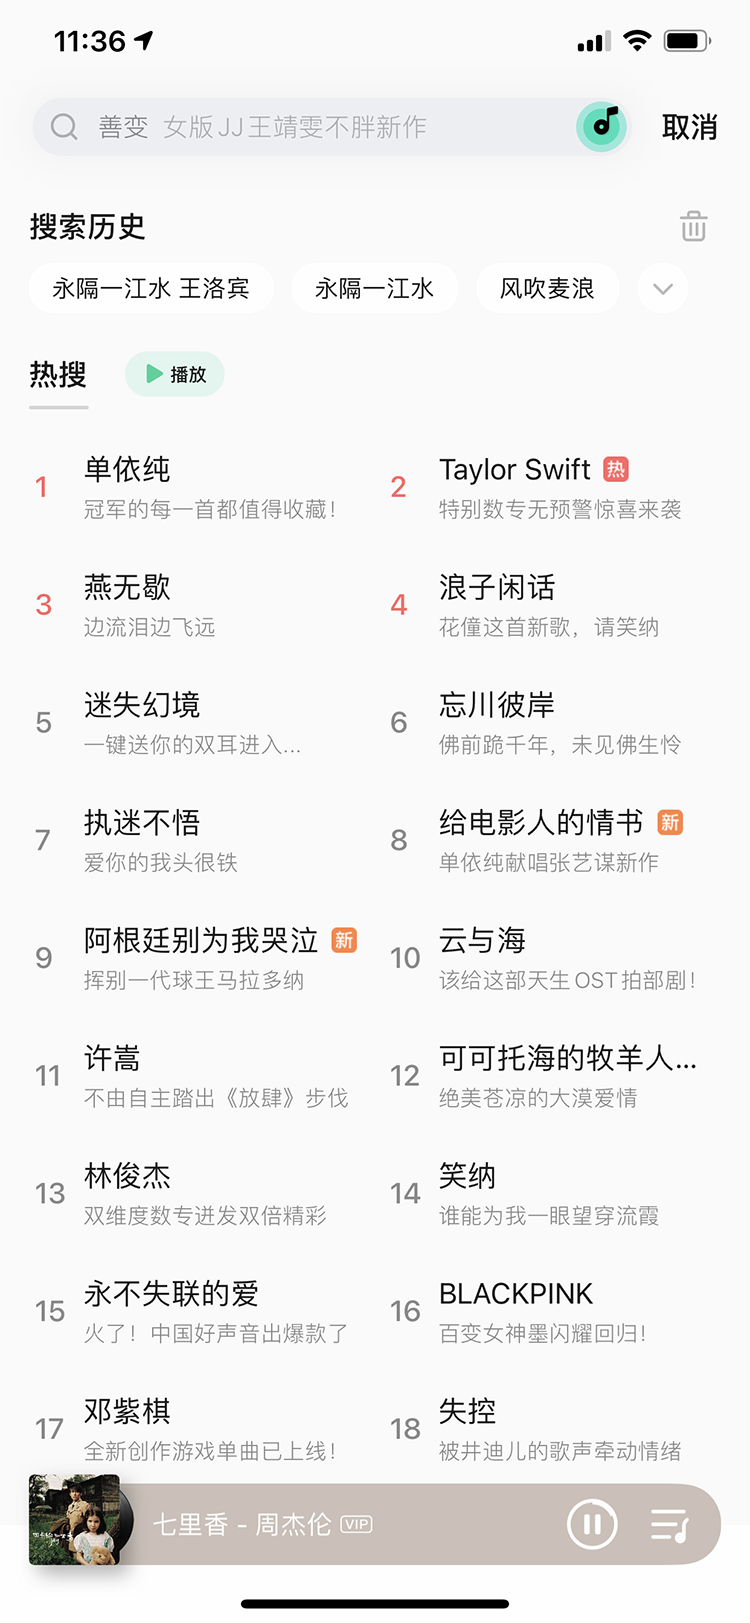 11:36
善变 女版JJ王靖雯不胖新作
取消
搜索历史
永隔一江水 王洛宾
永隔一江水
风吹麦浪
热搜
播放
1
单依纯
冠军的每一首都值得收藏！
2
Taylor Swift 热
特别数专无预警惊喜来袭
3
燕无歇
边流泪边飞远
4
浪子闲话
花僮这首新歌，请笑纳
5
迷失幻境
一键送你的双耳进入...
6
忘川彼岸
佛前跪千年，未见佛生怜
7
执迷不悟
爱你的我头很铁
8
给电影人的情书 新
单依纯献唱张艺谋新作
9
阿根廷别为我哭泣 新
挥别一代球王马拉多纳
10
云与海
该给这部天生OST拍部剧！
11
许嵩
不由自主踏出《放肆》步伐
12
可可托海的牧羊人...
绝美苍凉的大漠爱情
13
林俊杰
双维度数专迸发双倍精彩
14
笑纳
谁能为我一眼望穿流霞
15
永不失联的爱
火了！中国好声音出爆款了
16
BLACKPINK
百变女神墨闪耀回归！
17
邓紫棋
全新创作游戏单曲已上线！
18
失控
被井迪儿的歌声牵动情绪
七里香 - 周杰伦 VIP